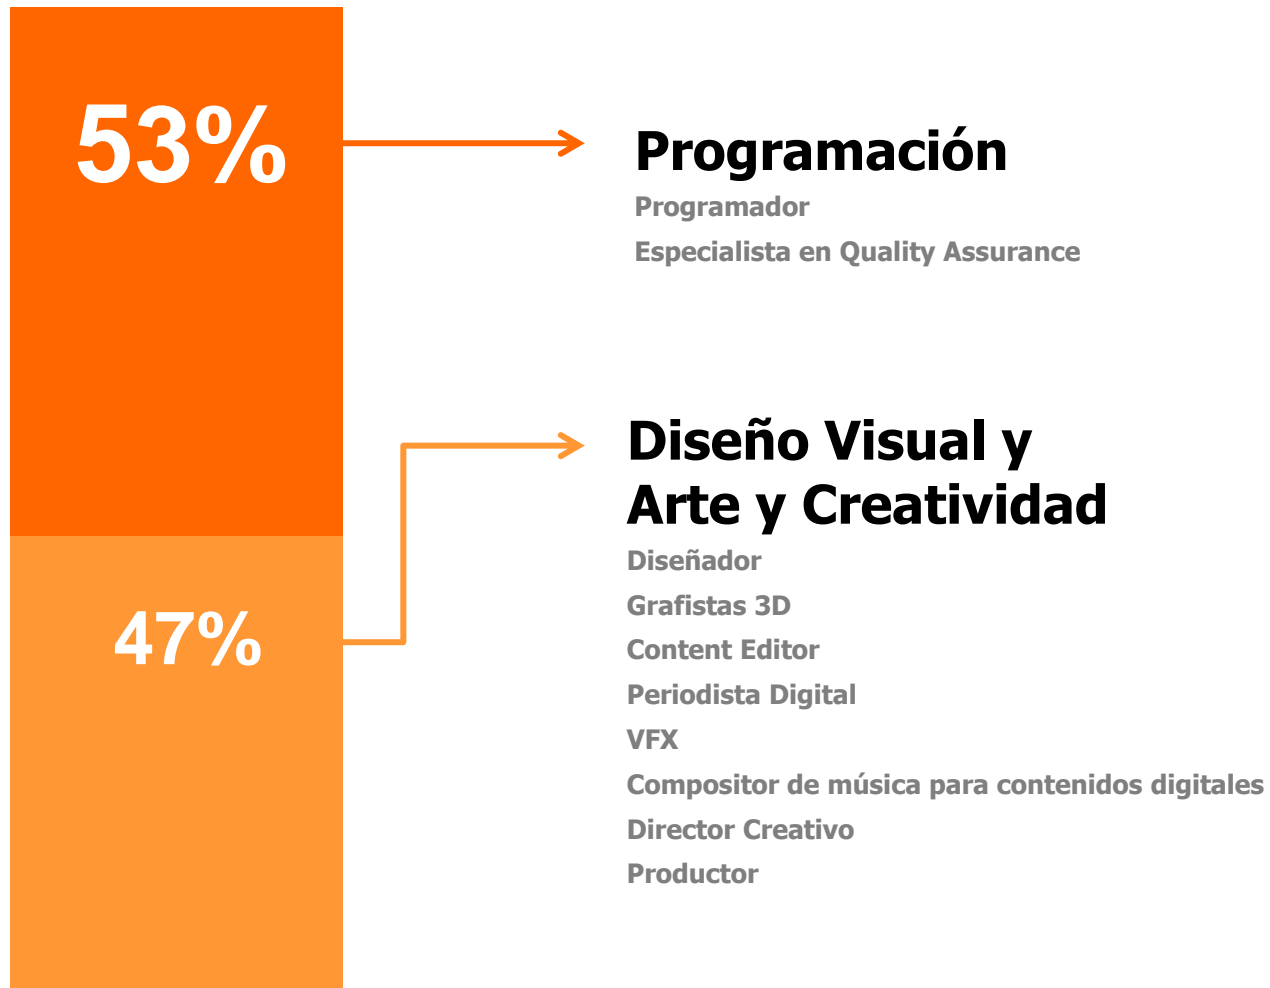 53%
Programación
Programador
Especialista en Quality Assurance
Diseño Visual y
Arte y Creatividad
47%
Diseñador
Grafistas 3D
Content Editor
Periodista Digital
VFX
Compositor de música para contenidos digitales
Director Creativo
Productor